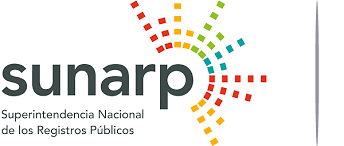 sunarp
Superintendencia Nacional
de los Registros Públicos